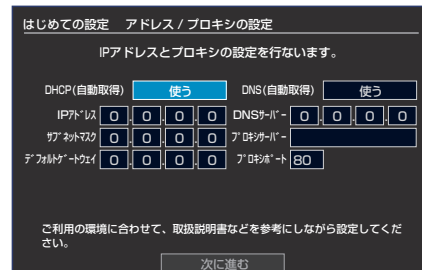 はじめての設定　アドレス / プロキシの設定
IPアドレスとプロキシの設定を行ないます。
DHCP(自動取得) 使う DNS(自動取得) 使う
IPｱﾄﾞﾚｽ 0.0.0.0 DNSｻｰﾊﾞｰ 0.0.0.0
ｻﾌﾞﾈｯﾄﾏｽｸ 0.0.0.0 ﾌﾟﾛｷｼｻｰﾊﾞｰ
ﾃﾞﾌｫﾙﾄｹﾞｰﾄｳｪｲ 0.0.0.0 ﾌﾟﾛｷｼﾎﾟｰﾄ 80
ご利用の環境に合わせて、取扱説明書などを参考にしながら設定してくだ
さい。
次に進む